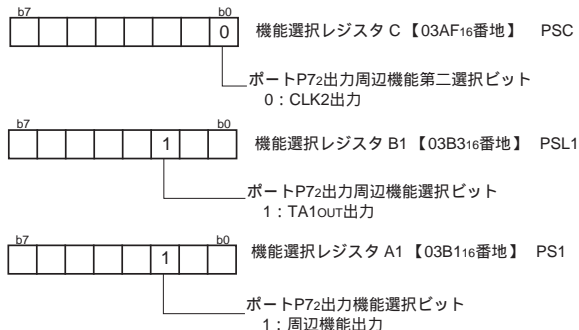 b7 b0
0 機能選択レジスタ C 【03AF16番地】 PSC
ポートP72出力周辺機能第二選択ビット
0：CLK2出力
b7 b0
1 機能選択レジスタ B1 【03B316番地】 PSL1
ポートP72出力周辺機能選択ビット
1：TA1OUT出力
b7 b0
1 機能選択レジスタ A1 【03B116番地】 PS1
ポートP72出力機能選択ビット
1：周辺機能出力